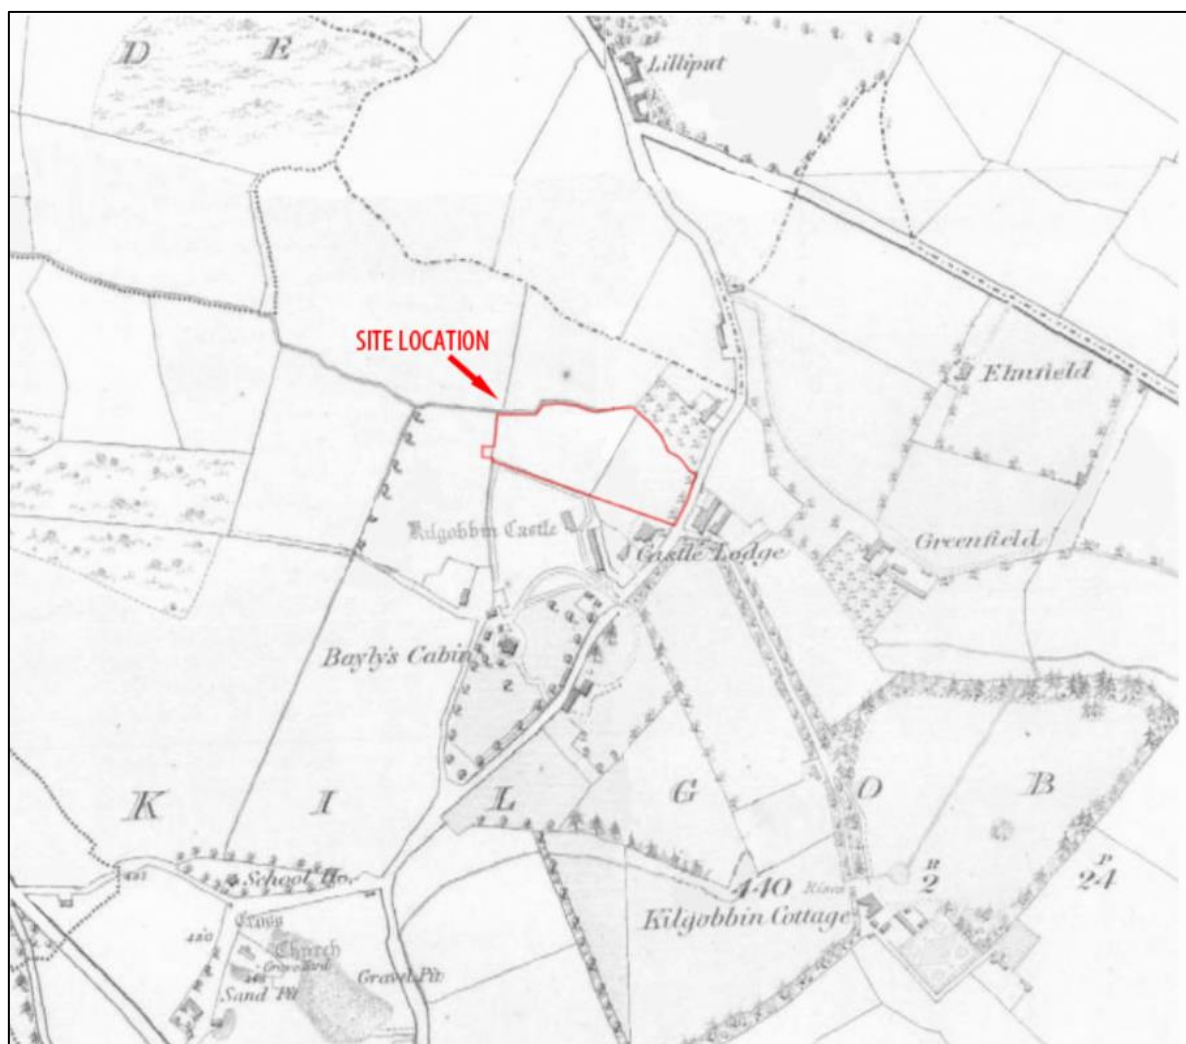 D E
Lilliput
SITE LOCATION
Elmfield
Kilgobbin Castle
Castle Lodge
Greenfield
Bayly's Cabin
K I L G O B
School Ho.
440
R
2
P
24
Kilgobbin Cottage
Cross
Church
Grave Yard
Gravel Pit
Sand Pit